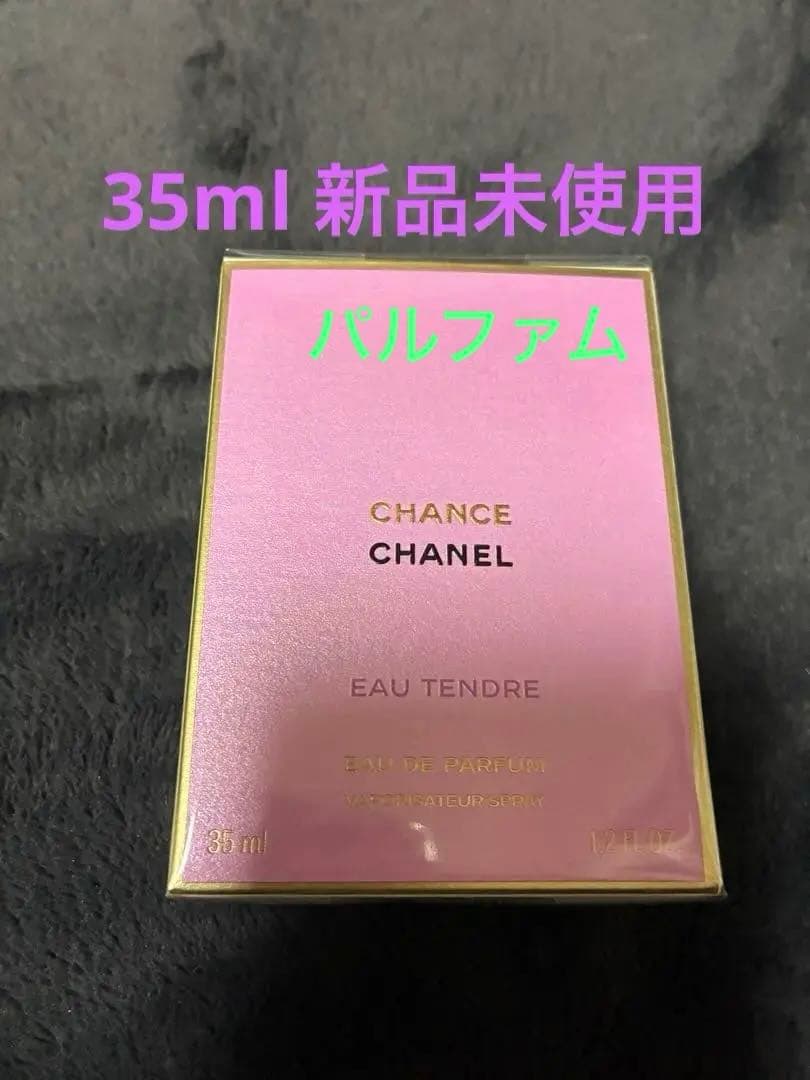 35ml 新品未使用
パルファム
CHANCE
CHANEL
EAU TENDRE
EAU DE PARFUM
VAPORISATEUR SPRAY
35 ml
1,2 FL. OZ.